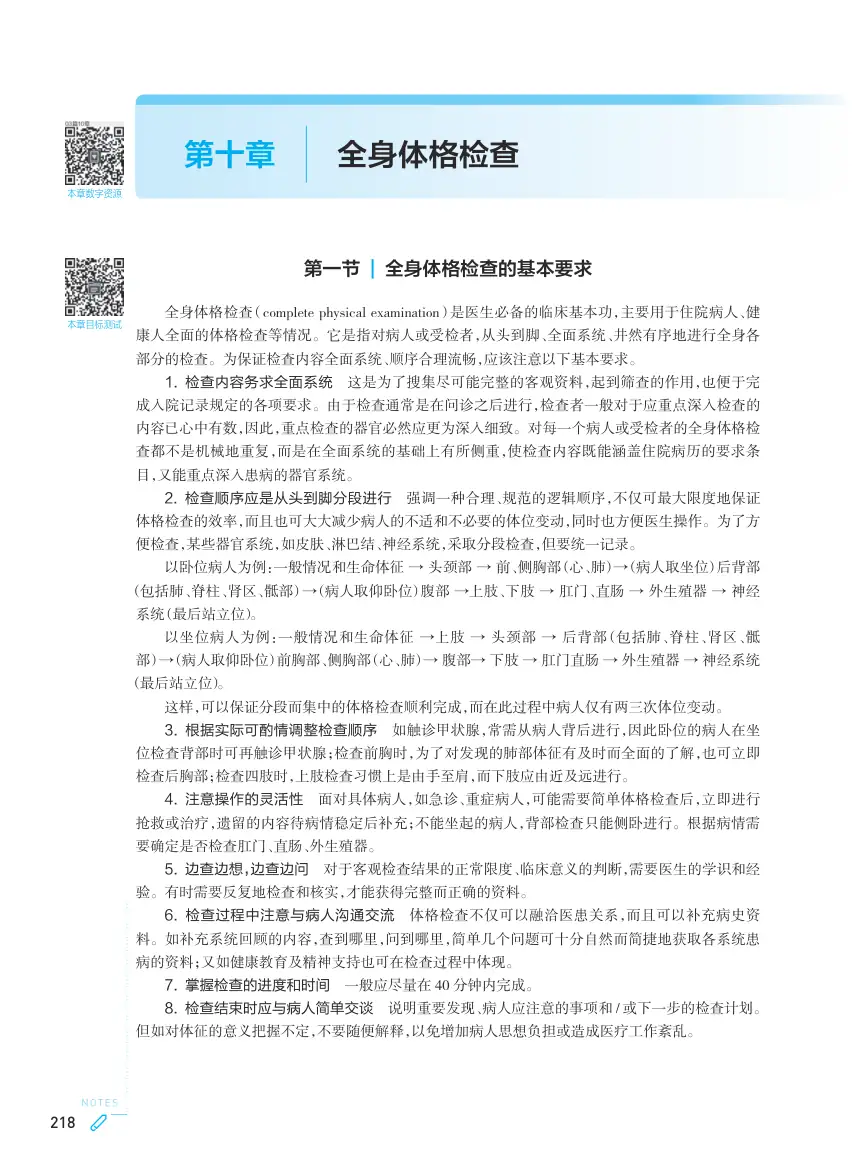 03篇10章
本章数字资源
第十章
全身体格检查
本章目标测试
第一节 | 全身体格检查的基本要求
全身体格检查(complete physical examination)是医生必备的临床基本功,主要用于住院病人、健
康人全面的体格检查等情况。它是指对病人或受检者,从头到脚、全面系统、井然有序地进行全身各
部分的检查。为保证检查内容全面系统、顺序合理流畅,应该注意以下基本要求。
1. 检查内容务求全面系统 这是为了搜集尽可能完整的客观资料,起到筛查的作用,也便于完
成入院记录规定的各项要求。由于检查通常是在问诊之后进行,检查者一般对于应重点深入检查的
内容已心中有数,因此,重点检查的器官必然应更为深入细致。对每一个病人或受检者的全身体格检
查都不是机械地重复,而是在全面系统的基础上有所侧重,使检查内容既能涵盖住院病历的要求条
目,又能重点深入患病的器官系统。
2. 检查顺序应是从头到脚分段进行 强调一种合理、规范的逻辑顺序,不仅可最大限度地保证
体格检查的效率,而且也可大大减少病人的不适和不必要的体位变动,同时也方便医生操作。为了方
便检查,某些器官系统,如皮肤、淋巴结、神经系统,采取分段检查,但要统一记录。
以卧位病人为例:一般情况和生命体征 → 头颈部 → 前、侧胸部(心、肺)→(病人取坐位)后背部
(包括肺、脊柱、肾区、骶部)→(病人取仰卧位)腹部 →上肢、下肢 → 肛门、直肠 → 外生殖器 → 神经
系统(最后站立位)。
以坐位病人为例:一般情况和生命体征 →上肢 → 头颈部 → 后背部(包括肺、脊柱、肾区、骶
部)→(病人取仰卧位)前胸部、侧胸部(心、肺)→ 腹部→ 下肢 → 肛门直肠 → 外生殖器 → 神经系统
(最后站立位)。
这样,可以保证分段而集中的体格检查顺利完成,而在此过程中病人仅有两三次体位变动。
3. 根据实际可酌情调整检查顺序 如触诊甲状腺,常需从病人背后进行,因此卧位的病人在坐
位检查背部时可再触诊甲状腺;检查前胸时,为了对发现的肺部体征有及时而全面的了解,也可立即
检查后胸部;检查四肢时,上肢检查习惯上是由手至肩,而下肢应由近及远进行。
4. 注意操作的灵活性 面对具体病人,如急诊、重症病人,可能需要简单体格检查后,立即进行
抢救或治疗,遗留的内容待病情稳定后补充;不能坐起的病人,背部检查只能侧卧进行。根据病情需
要确定是否检查肛门、直肠、外生殖器。
5. 边查边想,边查边问 对于客观检查结果的正常限度、临床意义的判断,需要医生的学识和经
验。有时需要反复地检查和核实,才能获得完整而正确的资料。
6. 检查过程中注意与病人沟通交流 体格检查不仅可以融洽医患关系,而且可以补充病史资
料。如补充系统回顾的内容,查到哪里,问到哪里,简单几个问题可十分自然而简捷地获取各系统患
病的资料;又如健康教育及精神支持也可在检查过程中体现。
7. 掌握检查的进度和时间 一般应尽量在 40 分钟内完成。
8. 检查结束时应与病人简单交谈 说明重要发现、病人应注意的事项和 / 或下一步的检查计划。
但如对体征的意义把握不定,不要随便解释,以免增加病人思想负担或造成医疗工作紊乱。
NOTES
218